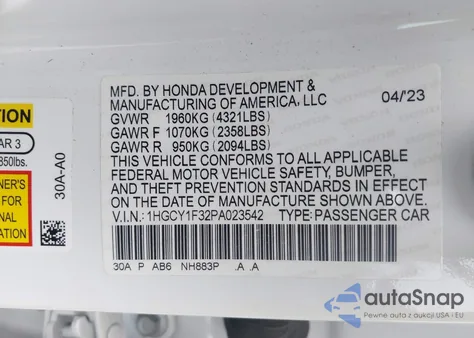 MFD. BY HONDA DEVELOPMENT &
MANUFACTURING OF AMERICA, LLC
04/'23
GVWR 1960KG (4321LBS)
GAWR F 1070KG (2358LBS)
GAWR R 950KG (2094LBS)
THIS VEHICLE CONFORMS TO ALL APPLICABLE
FEDERAL MOTOR VEHICLE SAFETY, BUMPER,
AND THEFT PREVENTION STANDARDS IN EFFECT
ON THE DATE OF MANUFACTURE SHOWN ABOVE.
V.I.N.: 1HGCY1F32PA023542 TYPE: PASSENGER CAR
30A P AB6 NH883P .A .A
30A-A0
TION
AR 3
850lbs.
NER'S
FOR
NAL
ATION
autoSnap
Pewne auta z aukcji USA - EU